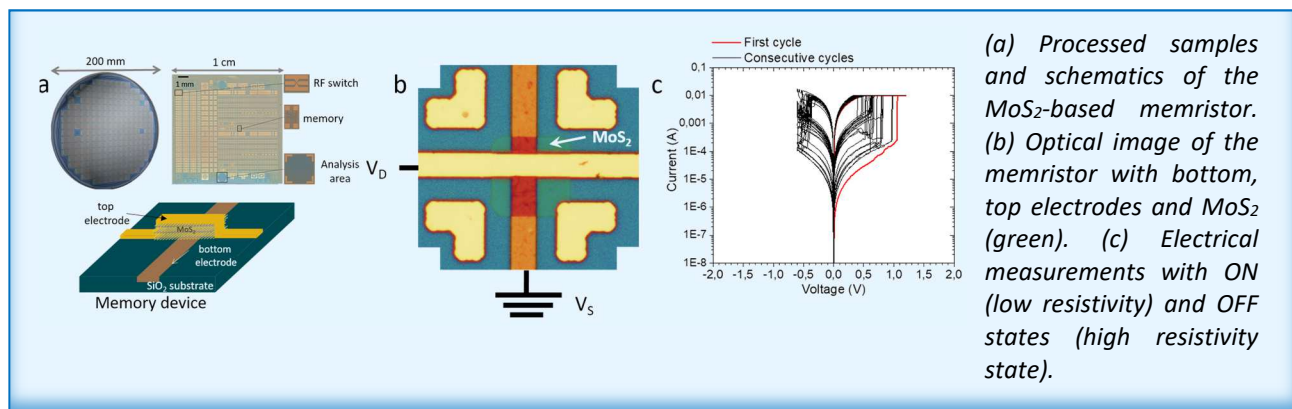 a
200 mm
1 cm
1 mm
RF switch
memory
Analysis
area
top
electrode
MoS₂
bottom
electrode
SiO₂ substrate
Memory device
b
MoS₂
V_D
V_S
c
First cycle
Consecutive cycles
0,1
0,01
0,001
1E-4
1E-5
1E-6
1E-7
1E-8
Current (A)
-2,0 -1,5 -1,0 -0,5 0,0 0,5 1,0 1,5 2,0
Voltage (V)
(a) Processed samples
and schematics of the
MoS₂-based memristor.
(b) Optical image of the
memristor with bottom,
top electrodes and MoS₂
(green). (c) Electrical
measurements with ON
(low resistivity) and OFF
states (high resistivity
state).